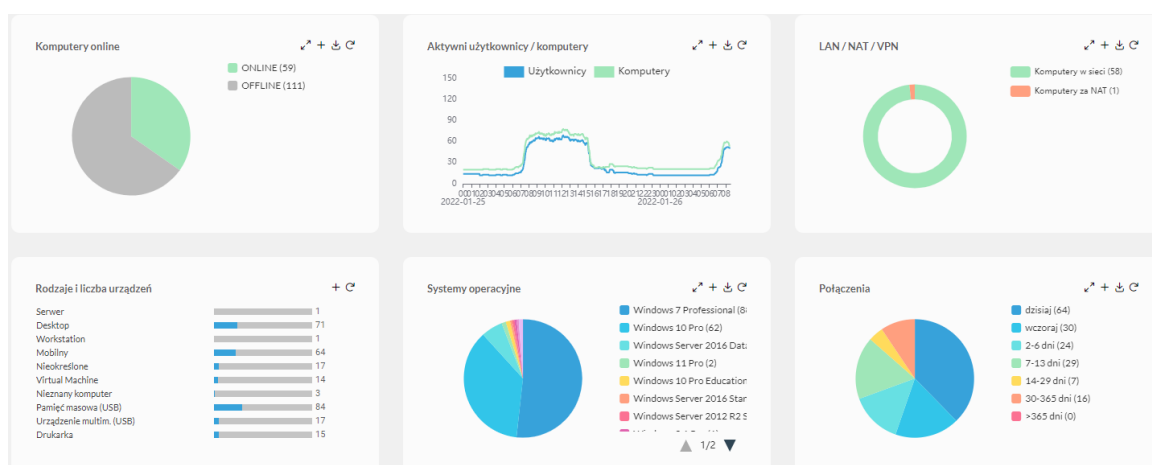 Komputery online
ONLINE (59)
OFFLINE (111)
Aktywni użytkownicy / komputery
Użytkownicy Komputery
150
120
90
60
30
0
2022-01-25 2022-01-26
LAN / NAT / VPN
Komputery w sieci (58)
Komputery za NAT (1)
Rodzaje i liczba urządzeń
Serwer 1
Desktop 71
Workstation 1
Mobilny 64
Nieokreślone 17
Virtual Machine 14
Nieznany komputer 3
Pamięć masowa (USB) 84
Urządzenie multim. (USB) 17
Drukarka 15
Systemy operacyjne
Windows 7 Professional (8
Windows 10 Pro (62)
Windows Server 2016 Data
Windows 11 Pro (2)
Windows 10 Pro Education
Windows Server 2016 Stan
Windows Server 2012 R2 S
1/2
Połączenia
dzisiaj (64)
wczoraj (30)
2-6 dni (24)
7-13 dni (29)
14-29 dni (7)
30-365 dni (16)
>365 dni (0)